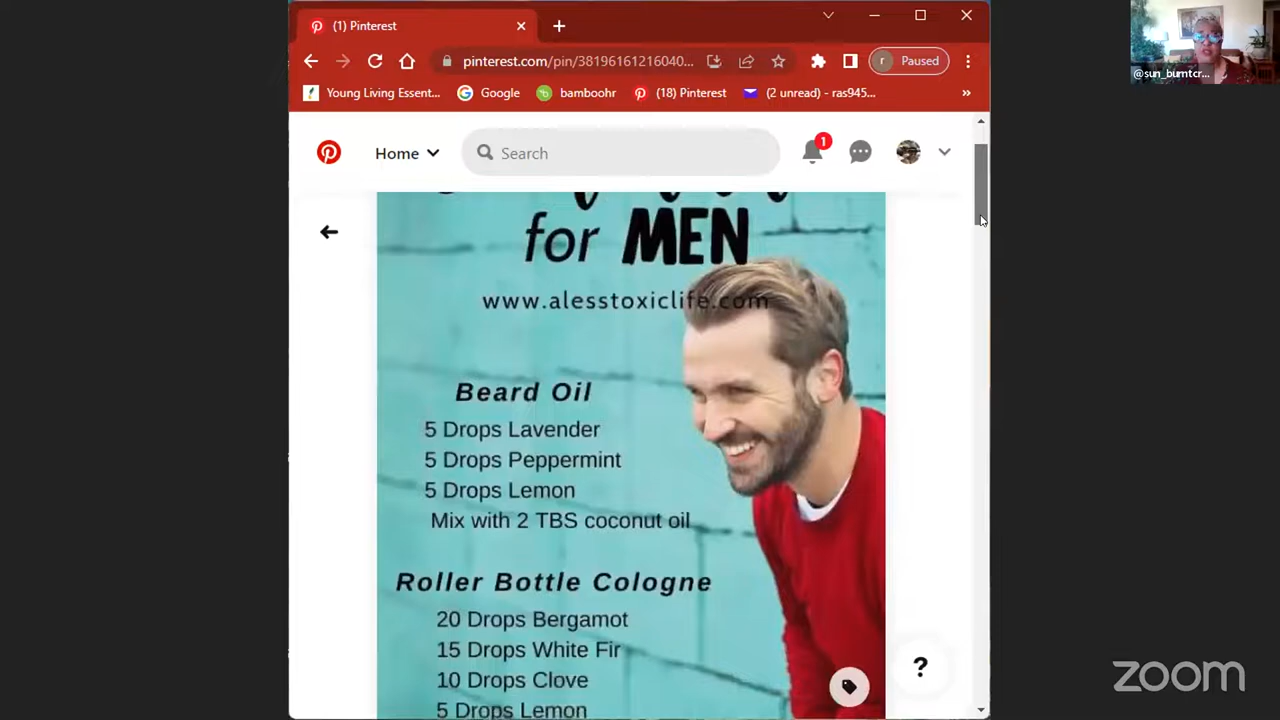 (1) Pinterest
pinterest.com/pin/38196161216040...
Paused
r
Young Living Essent...
Google
bamboohr
(18) Pinterest
(2 unread) - ras945...
»
Home
Search
1
for MEN
www.alesstoxiclife.com
Beard Oil
5 Drops Lavender
5 Drops Peppermint
5 Drops Lemon
Mix with 2 TBS coconut oil
Roller Bottle Cologne
20 Drops Bergamot
15 Drops White Fir
10 Drops Clove
5 Drops Lemon
?
@sun_burntcr...
zoom